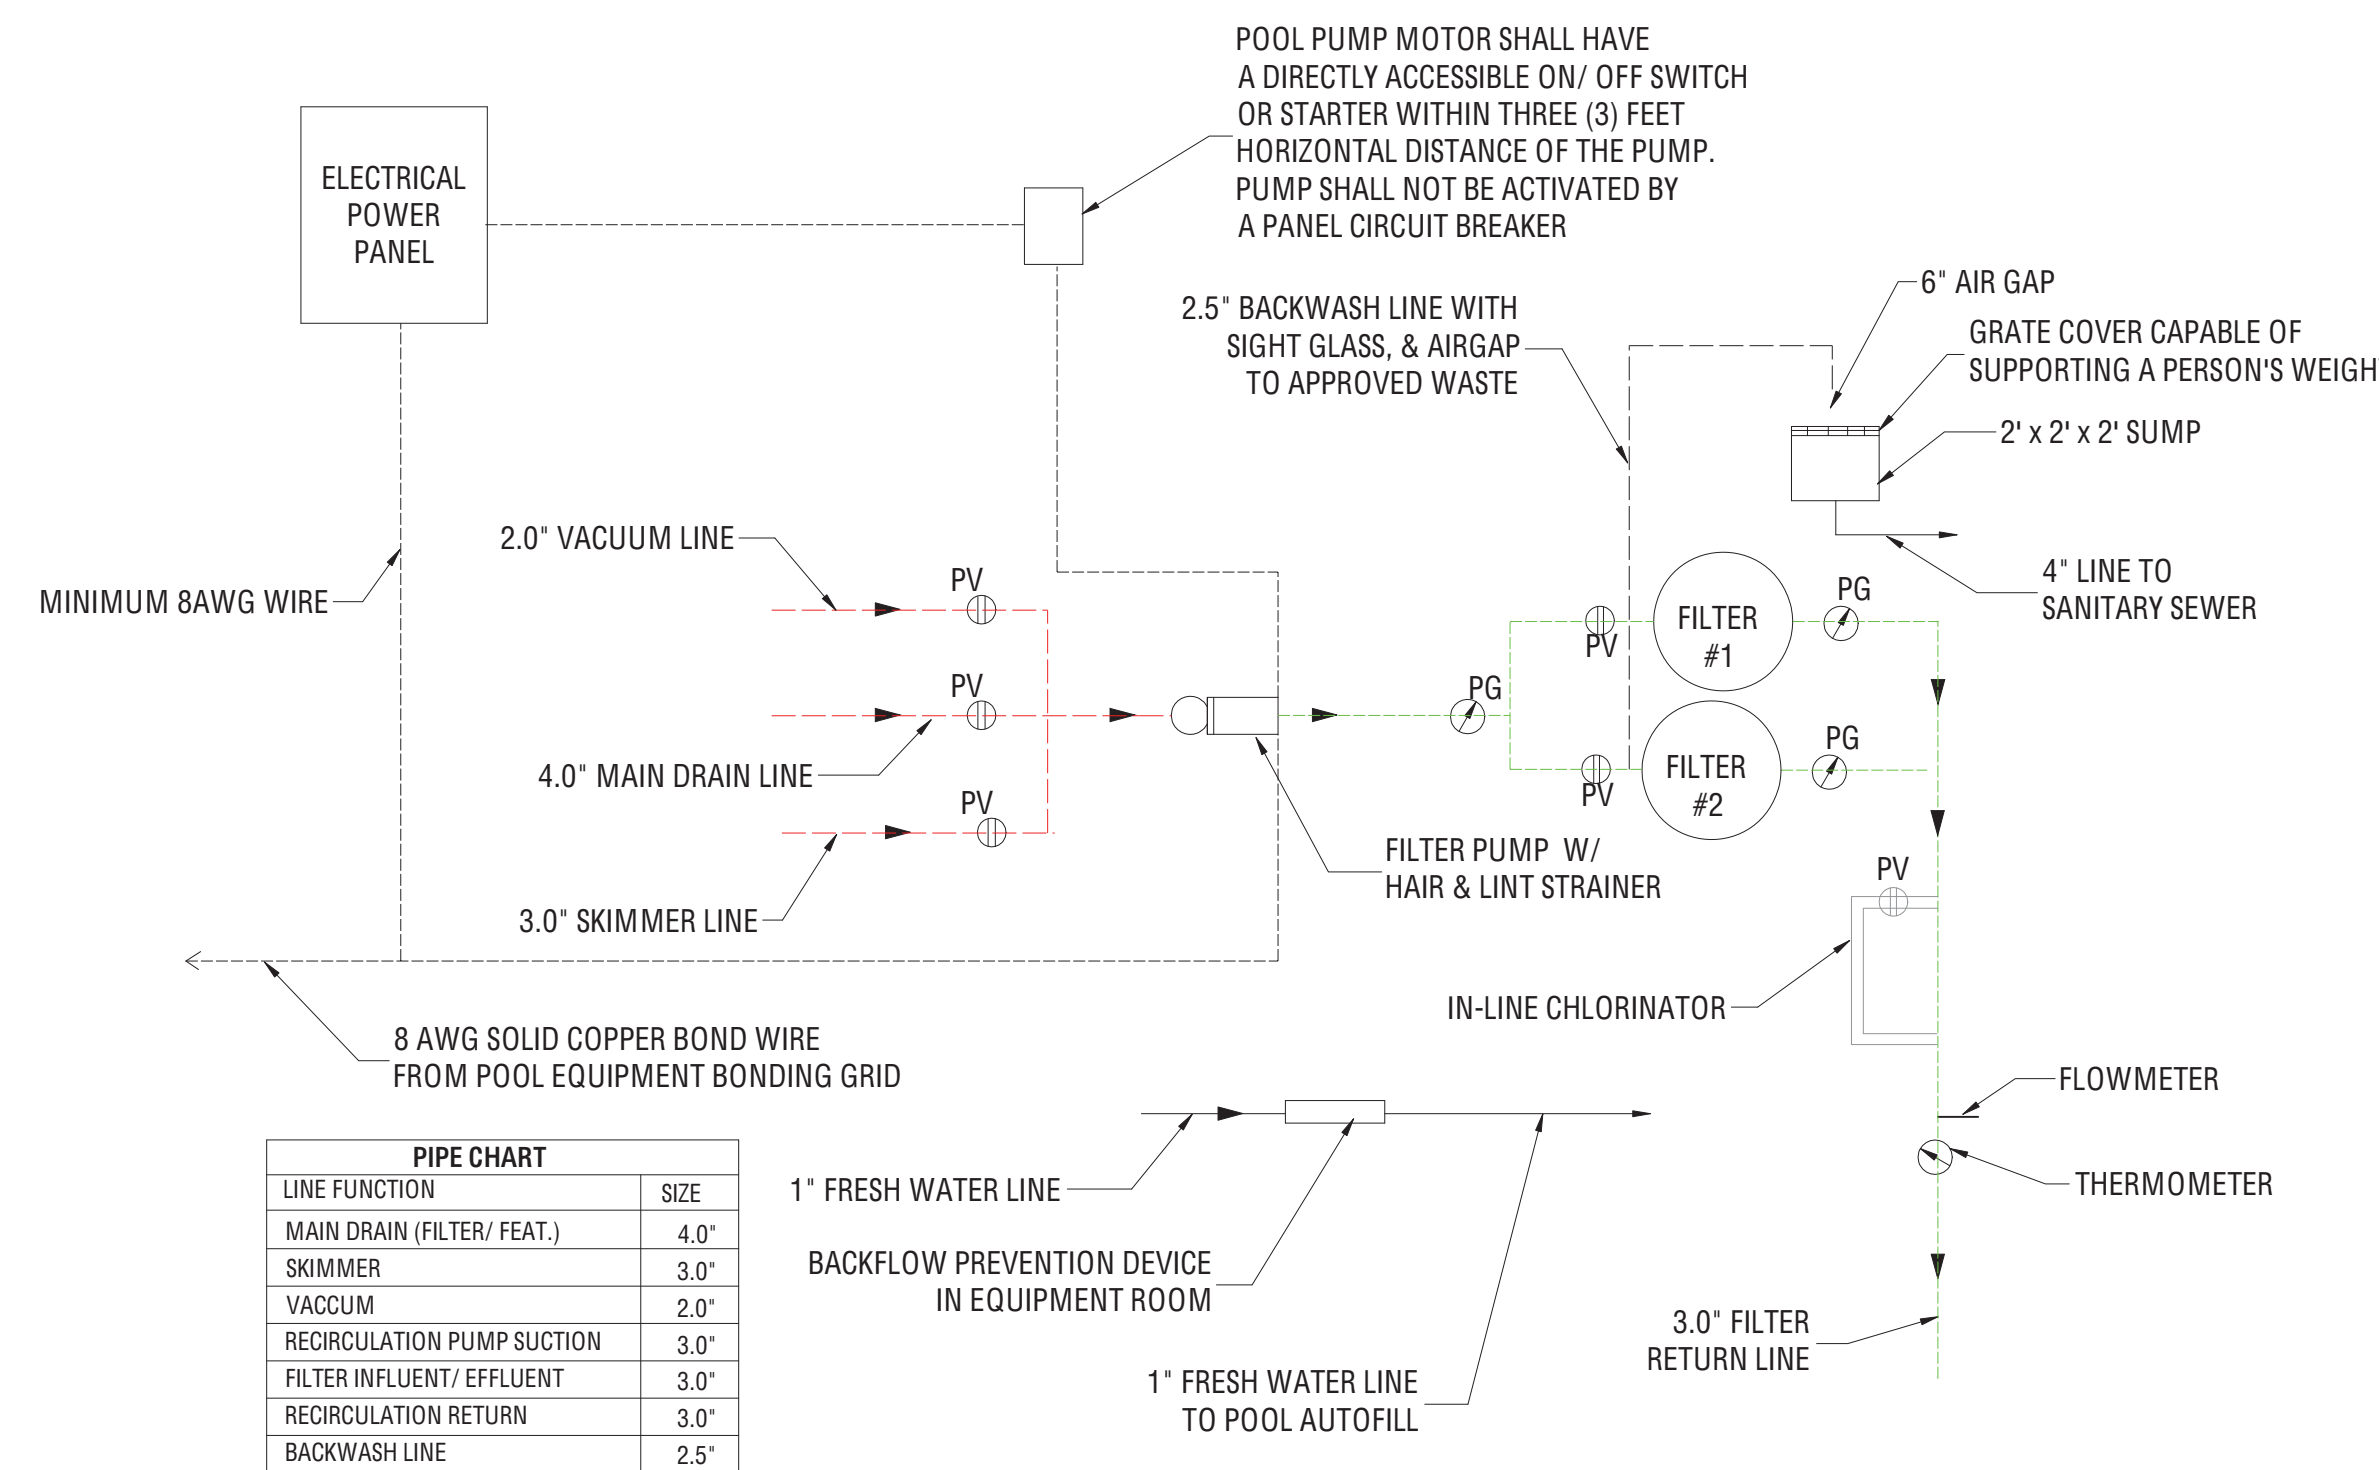 POOL PUMP MOTOR SHALL HAVE
A DIRECTLY ACCESSIBLE ON/ OFF SWITCH
OR STARTER WITHIN THREE (3) FEET
HORIZONTAL DISTANCE OF THE PUMP.
PUMP SHALL NOT BE ACTIVATED BY
A PANEL CIRCUIT BREAKER
ELECTRICAL
POWER
PANEL
6" AIR GAP
2.5" BACKWASH LINE WITH
SIGHT GLASS, & AIRGAP
TO APPROVED WASTE
GRATE COVER CAPABLE OF
SUPPORTING A PERSON'S WEIGH
2' x 2' x 2' SUMP
2.0" VACUUM LINE
MINIMUM 8AWG WIRE
PV
PV
4.0" MAIN DRAIN LINE
PV
3.0" SKIMMER LINE
4" LINE TO
SANITARY SEWER
PG
FILTER
#1
PV
PG
PG
FILTER
#2
PV
FILTER PUMP W/
HAIR & LINT STRAINER
PV
IN-LINE CHLORINATOR
8 AWG SOLID COPPER BOND WIRE
FROM POOL EQUIPMENT BONDING GRID
FLOWMETER
THERMOMETER
1" FRESH WATER LINE
BACKFLOW PREVENTION DEVICE
IN EQUIPMENT ROOM
3.0" FILTER
RETURN LINE
1" FRESH WATER LINE
TO POOL AUTOFILL
PIPE CHART
LINE FUNCTION SIZE
MAIN DRAIN (FILTER/ FEAT.) 4.0"
SKIMMER 3.0"
VACCUM 2.0"
RECIRCULATION PUMP SUCTION 3.0"
FILTER INFLUENT/ EFFLUENT 3.0"
RECIRCULATION RETURN 3.0"
BACKWASH LINE 2.5"